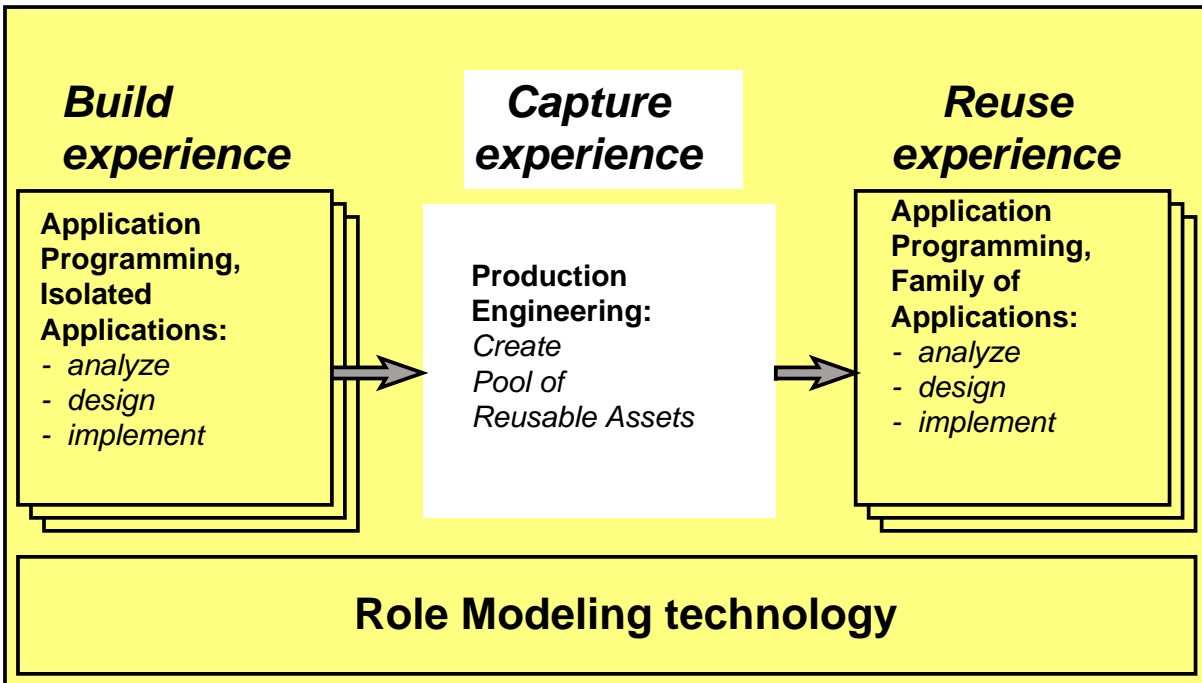 Build
experience
Application
Programming,
Isolated
Applications:
- analyze
- design
- implement
Capture
experience
Production
Engineering:
Create
Pool of
Reusable Assets
Reuse
experience
Application
Programming,
Family of
Applications:
- analyze
- design
- implement
Role Modeling technology